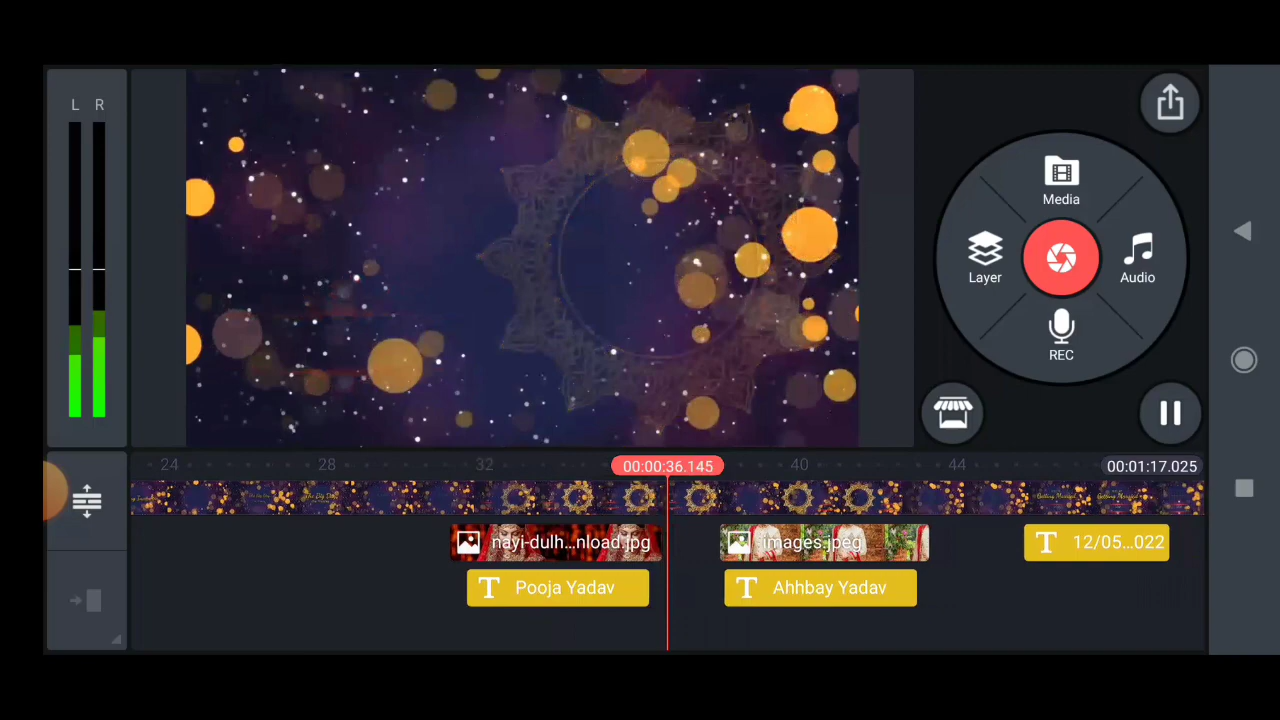 L R
Media
Layer
Audio
REC
24 28 32 00:00:36.145 40 44 00:01:17.025
nayi-dulh...nload.jpg
images.jpeg
12/05...022
Pooja Yadav
Ahhbay Yadav